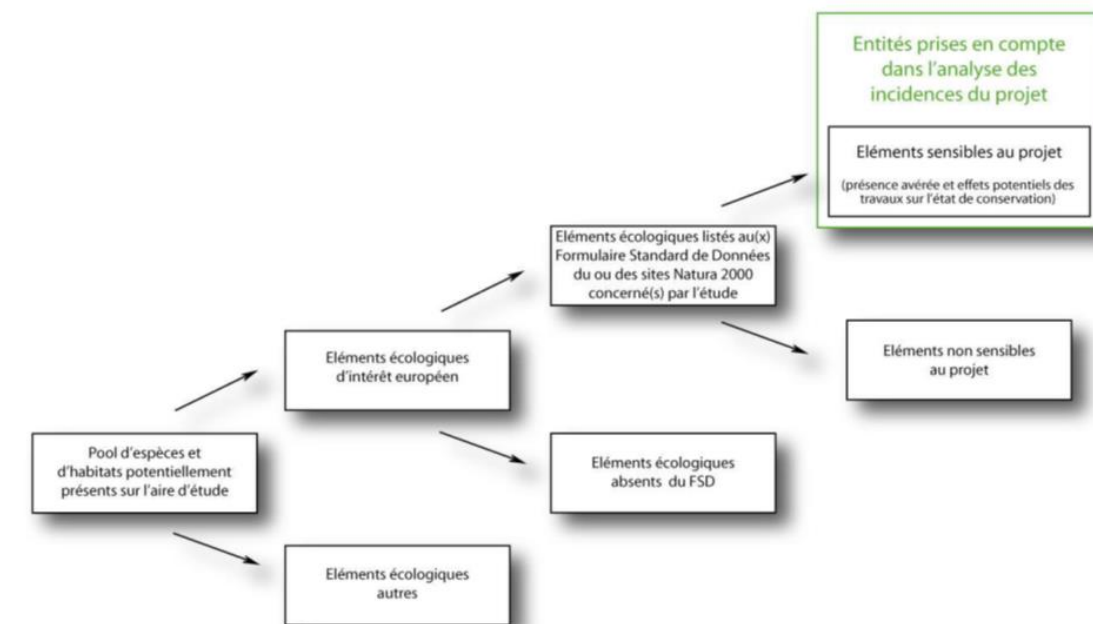 Entités prises en compte
dans l'analyse des
incidences du projet
Eléments sensibles au projet
(présence avérée et effets potentiels des
travaux sur l'état de conservation)
Eléments écologiques listés au(x)
Formulaire Standard de Données
du ou des sites Natura 2000
concerné(s) par l'étude
Eléments non sensibles
au projet
Eléments écologiques
d'intérêt européen
Eléments écologiques
absents du FSD
Pool d'espèces et
d'habitats potentiellement
présents sur l'aire d'étude
Eléments écologiques
autres